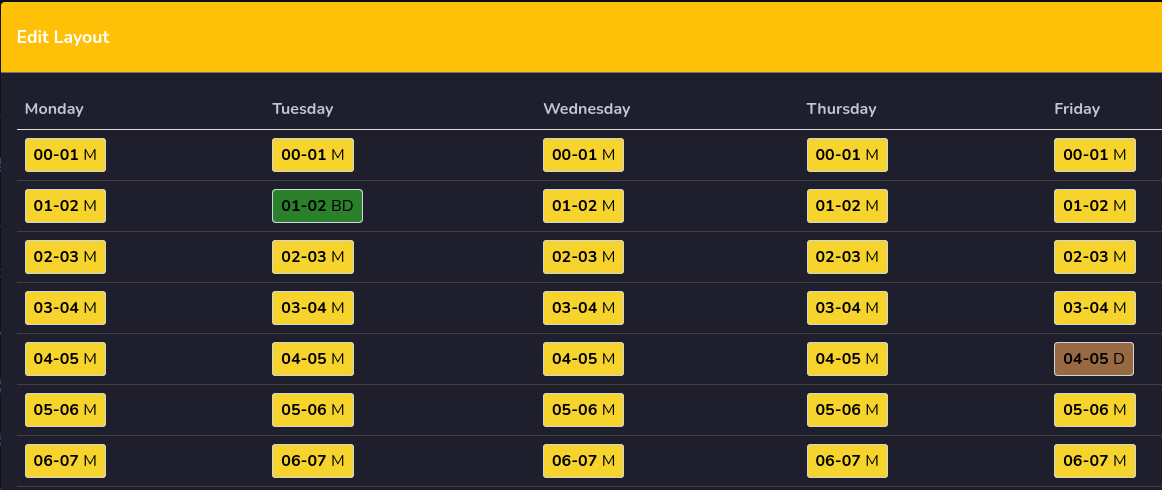 Edit Layout
Monday Tuesday Wednesday Thursday Friday
00-01 M 00-01 M 00-01 M 00-01 M 00-01 M
01-02 M 01-02 BD 01-02 M 01-02 M 01-02 M
02-03 M 02-03 M 02-03 M 02-03 M 02-03 M
03-04 M 03-04 M 03-04 M 03-04 M 03-04 M
04-05 M 04-05 M 04-05 M 04-05 M 04-05 D
05-06 M 05-06 M 05-06 M 05-06 M 05-06 M
06-07 M 06-07 M 06-07 M 06-07 M 06-07 M